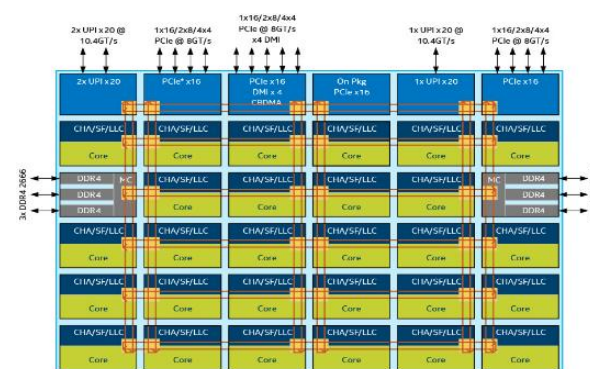 2x UPI x20 @
10.4GT/s
1x16/2x8/4x4
PCIe @ 8GT/s
1x16/2x8/4x4
PCIe @ 8GT/s
x4 DMI
1x UPI x20 @
10.4GT/s
1x16/2x8/4x4
PCIe @ 8GT/s
2x UPI x20
PCIe* x16
PCIe x16
DMI x 4
CBDMA
On Pkg
PCIe x16
1x UPI x20
PCIe x16
CHA/SF/LLC CHA/SF/LLC CHA/SF/LLC CHA/SF/LLC CHA/SF/LLC CHA/SF/LLC
Core Core Core Core Core Core
3x DDR4 2666
DDR4
DDR4
DDR4
MC
CHA/SF/LLC CHA/SF/LLC CHA/SF/LLC CHA/SF/LLC
Core Core Core Core
MC
DDR4
DDR4
DDR4
CHA/SF/LLC CHA/SF/LLC CHA/SF/LLC CHA/SF/LLC CHA/SF/LLC CHA/SF/LLC
Core Core Core Core Core Core
CHA/SF/LLC CHA/SF/LLC CHA/SF/LLC CHA/SF/LLC CHA/SF/LLC CHA/SF/LLC
Core Core Core Core Core Core
CHA/SF/LLC CHA/SF/LLC CHA/SF/LLC CHA/SF/LLC CHA/SF/LLC CHA/SF/LLC
Core Core Core Core Core Core